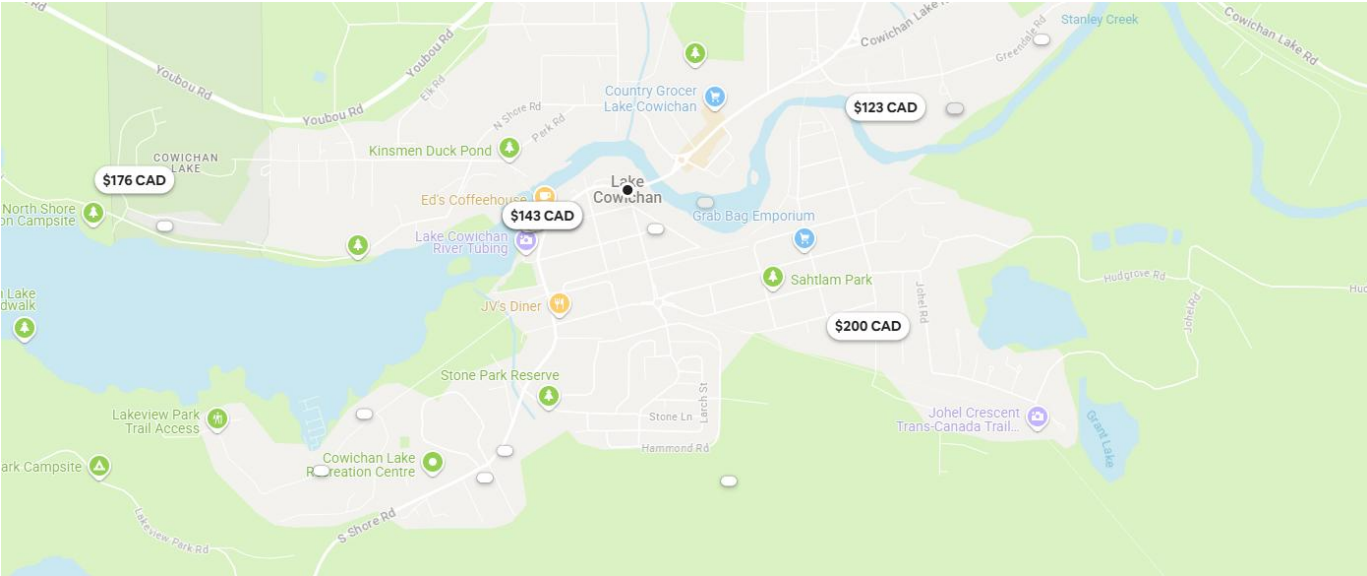 Rd
Youbou Rd
Youbou Rd
Youbou Rd
Elk Rd
N Shore Rd
Park Rd
Country Grocer
Lake Cowichan
Cowichan Lake
Greendale Rd
Stanley Creek
Cowichan Lake Rd
$123 CAD
Kinsmen Duck Pond
COWICHAN
LAKE
$176 CAD
North Shore
on Campsite
Ed's Coffeehouse
Lake
Cowichan
$143 CAD
Grab Bag Emporium
Lake Cowichan
River Tubing
Sahtlam Park
Hudgrove Rd
Johel Rd
Johel Rd
Lake
dwalk
JV's Diner
$200 CAD
Stone Park Reserve
Larch St
Stone Ln
Hammond Rd
Lakeview Park
Trail Access
Johel Crescent
Trans-Canada Trail...
Grant Lake
ark Campsite
Cowichan Lake
Recreation Centre
S Shore Rd
Lakeview Park Rd